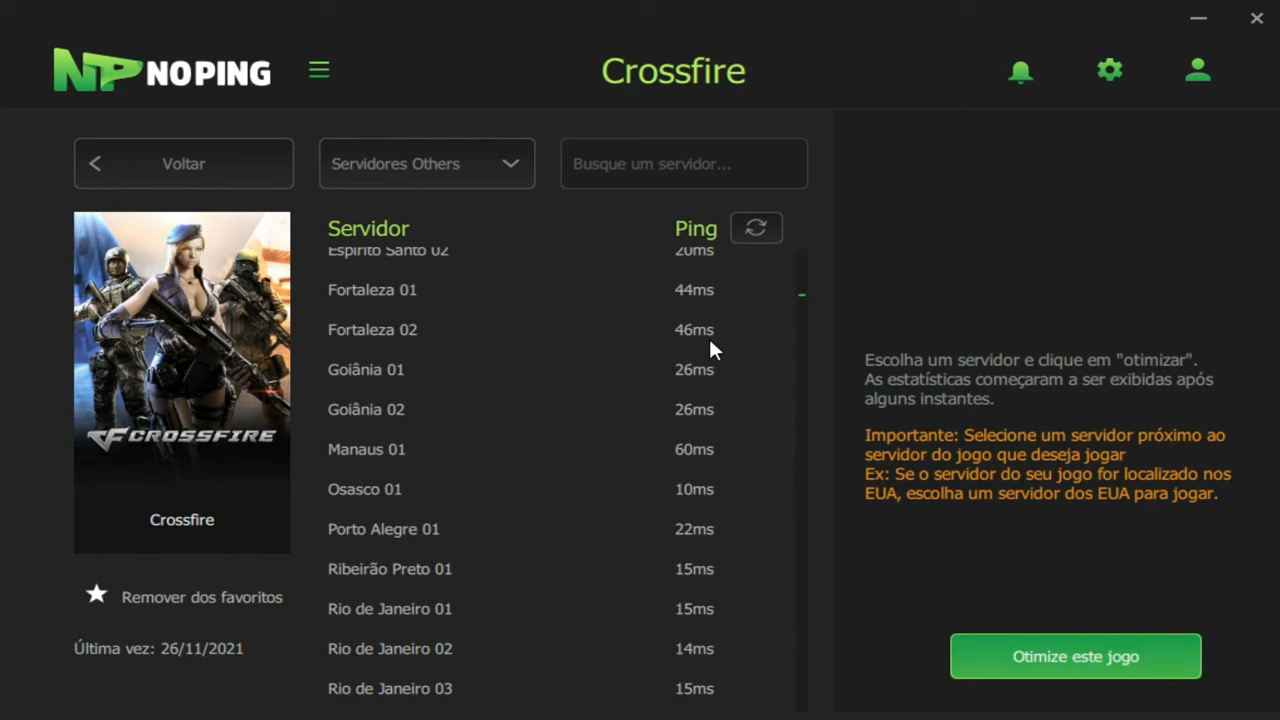 NP NOPING
Crossfire
Voltar
Servidores Others
Busque um servidor...
Servidor Ping
Espírito Santo 02 20ms
Fortaleza 01 44ms
Fortaleza 02 46ms
Goiânia 01 26ms
Goiânia 02 26ms
Manaus 01 60ms
Osasco 01 10ms
Porto Alegre 01 22ms
Ribeirão Preto 01 15ms
Rio de Janeiro 01 15ms
Rio de Janeiro 02 14ms
Rio de Janeiro 03 15ms
CF CROSSFIRE
Crossfire
Remover dos favoritos
Última vez: 26/11/2021
Escolha um servidor e clique em "otimizar".
As estatísticas começaram a ser exibidas após
alguns instantes.
Importante: Selecione um servidor próximo ao
servidor do jogo que deseja jogar
Ex: Se o servidor do seu jogo for localizado nos
EUA, escolha um servidor dos EUA para jogar.
Otimize este jogo